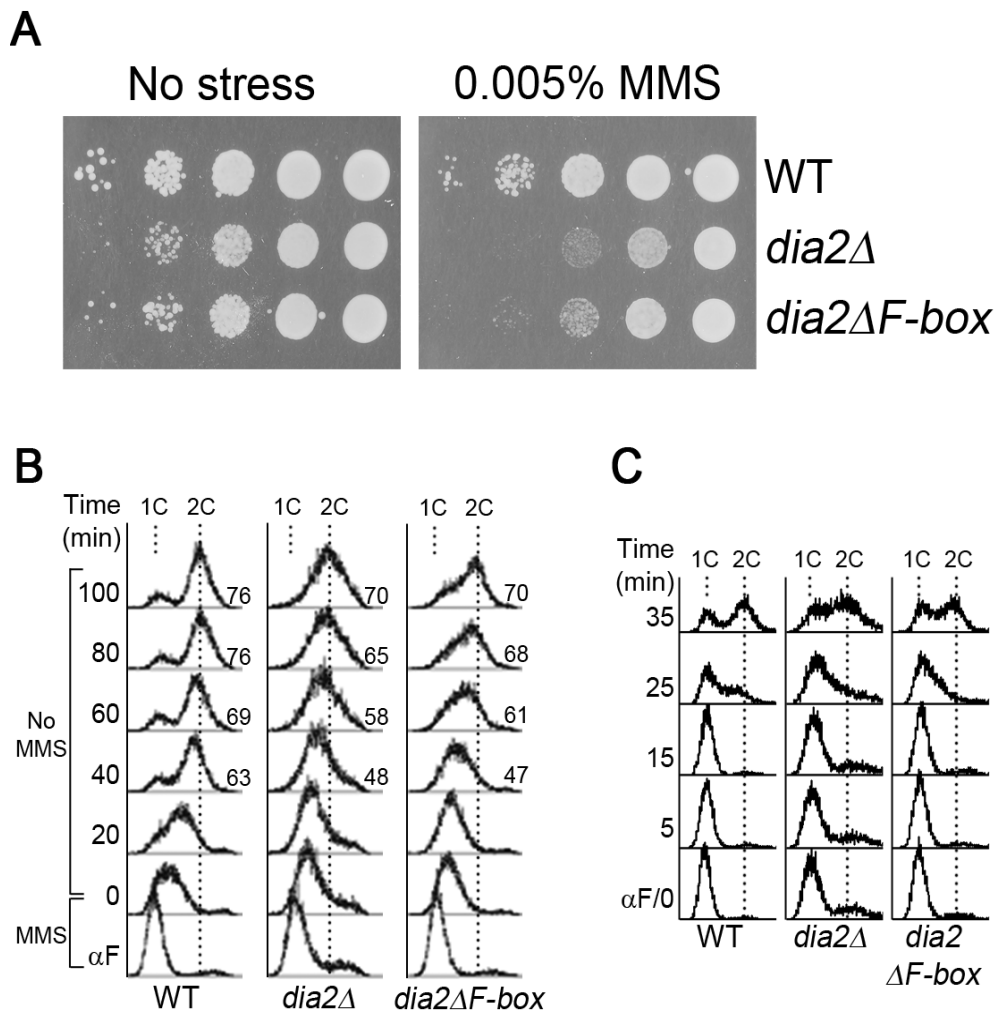 A
No stress
0.005% MMS
WT
dia2Δ
dia2ΔF-box
B
Time
(min)
1C 2C 1C 2C 1C 2C
100 76 70 70
80 76 65 68
60 69 58 61
No
MMS
40 63 48 47
20
0
MMS
αF
WT dia2Δ dia2ΔF-box
C
Time
(min)
1C 2C 1C 2C 1C 2C
35
25
15
5
αF/0
WT dia2Δ dia2
ΔF-box